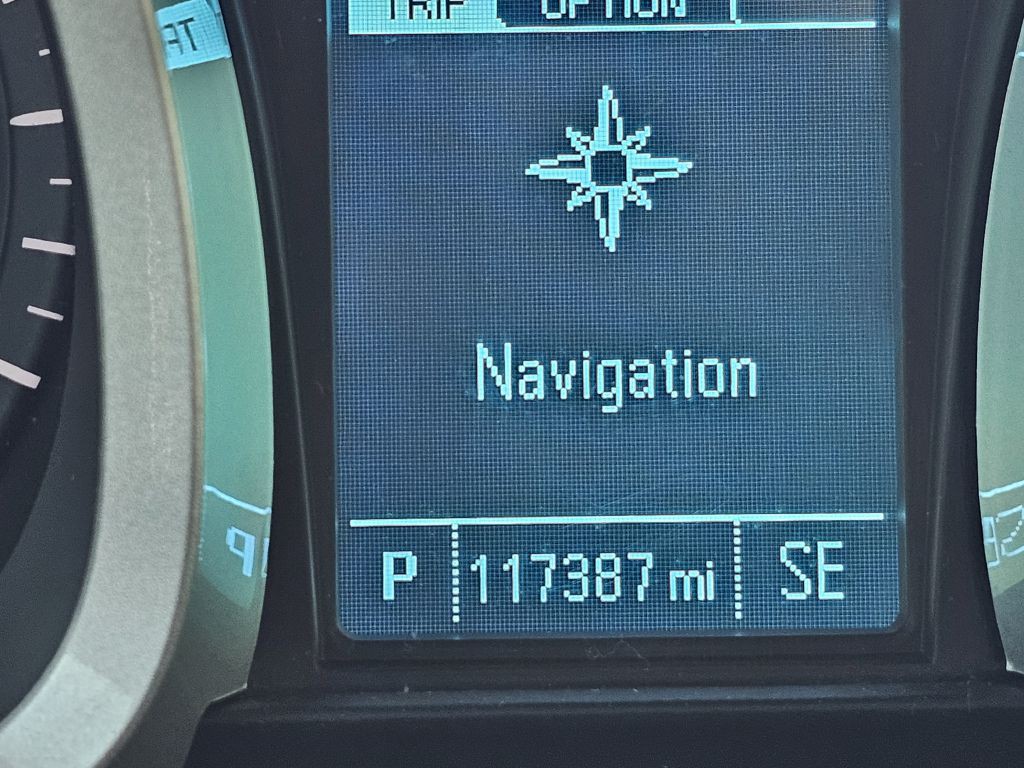 TRIP OPTION
Navigation
P 117387 mi SE